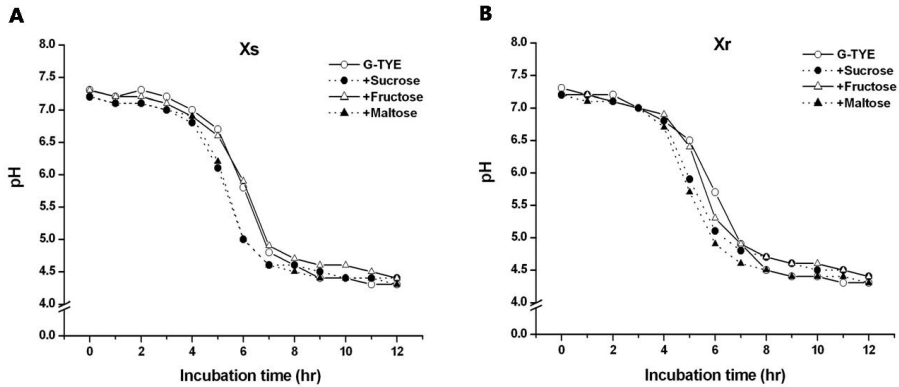 A
Xs
8.0
7.5
7.0
6.5
6.0
5.5
5.0
4.5
4.0
0.0
pH
G-TYE
+Sucrose
+Fructose
+Maltose
0 2 4 6 8 10 12
Incubation time (hr)
B
Xr
8.0
7.5
7.0
6.5
6.0
5.5
5.0
4.5
4.0
0.0
pH
G-TYE
+Sucrose
+Fructose
+Maltose
0 2 4 6 8 10 12
Incubation time (hr)